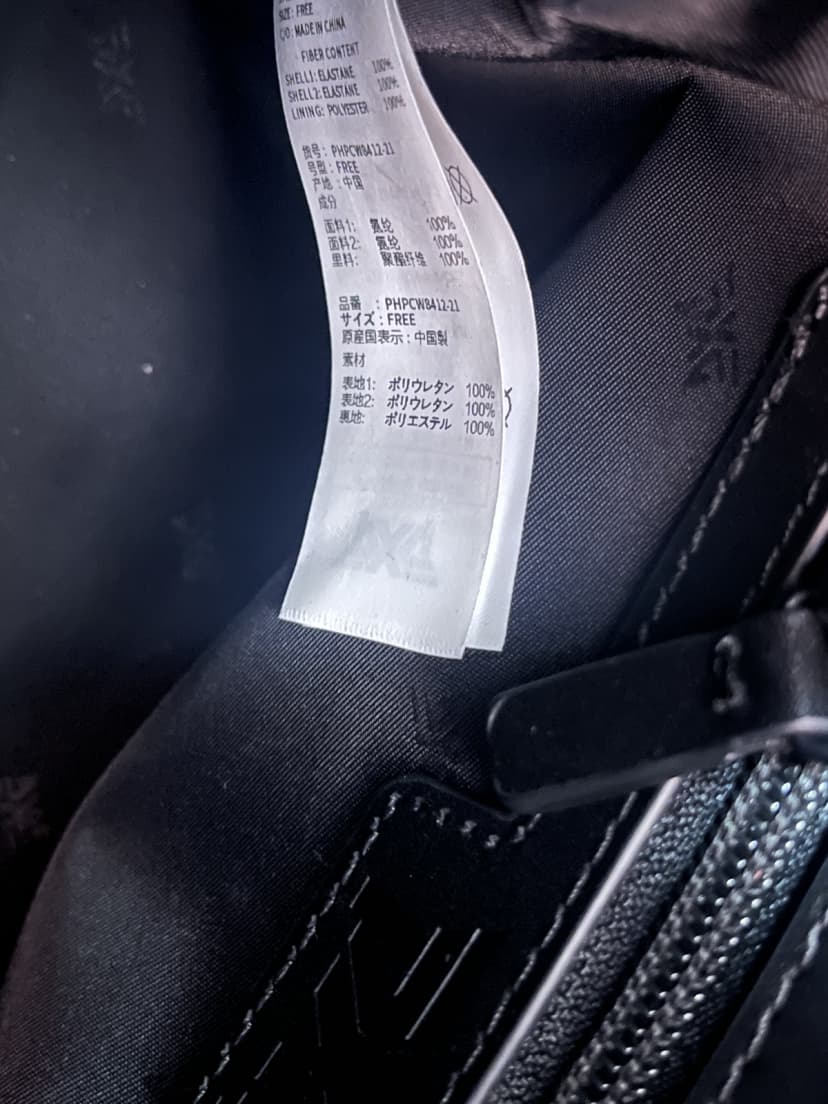 SIZE: FREE
C/O: MADE IN CHINA
FIBER CONTENT
SHELL1: ELASTANE 100%
SHELL2: ELASTANE 100%
LINING: POLYESTER 100%
货号: PHPCW8412-21
号型: FREE
产地: 中国
成分
面料1: 氨纶 100%
面料2: 氨纶 100%
里料: 聚酯纤维 100%
品番 : PHPCW8412-21
サイズ : FREE
原産国表示 : 中国製
素材
表地1: ポリウレタン 100%
表地2: ポリウレタン 100%
裏地: ポリエステル 100%